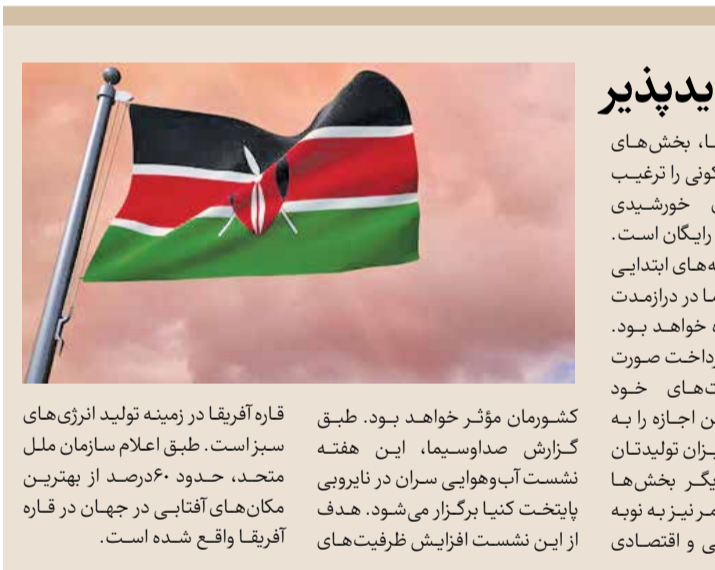 یدپذیر
ـا، بخش‌های
کونی را ترغیب
خورشیدی
رایگان است.
ه‌های ابتدایی
ما در درازمدت
ه خواهد بود.
رداخت صورت
ت‌های خود
ن اجازه را به
یزان تولیدتان
یگر بخش‌ها
مر نیز به نوبه
ی و اقتصادی
کشورمان مؤثر خواهد بود. طبق
گزارش صداوسیما، این هفته
نشست آب‌وهوایی سران در نایروبی
پایتخت کنیا برگزار می‌شود. هدف
از این نشست افزایش ظرفیت‌های
قاره آفریقا در زمینه تولید انرژی‌های
سبز است. طبق اعلام سازمان ملل
متحد، حدود ۶۰درصد از بهترین
مکان‌های آفتابی در جهان در قاره
آفریقا واقع شده است.